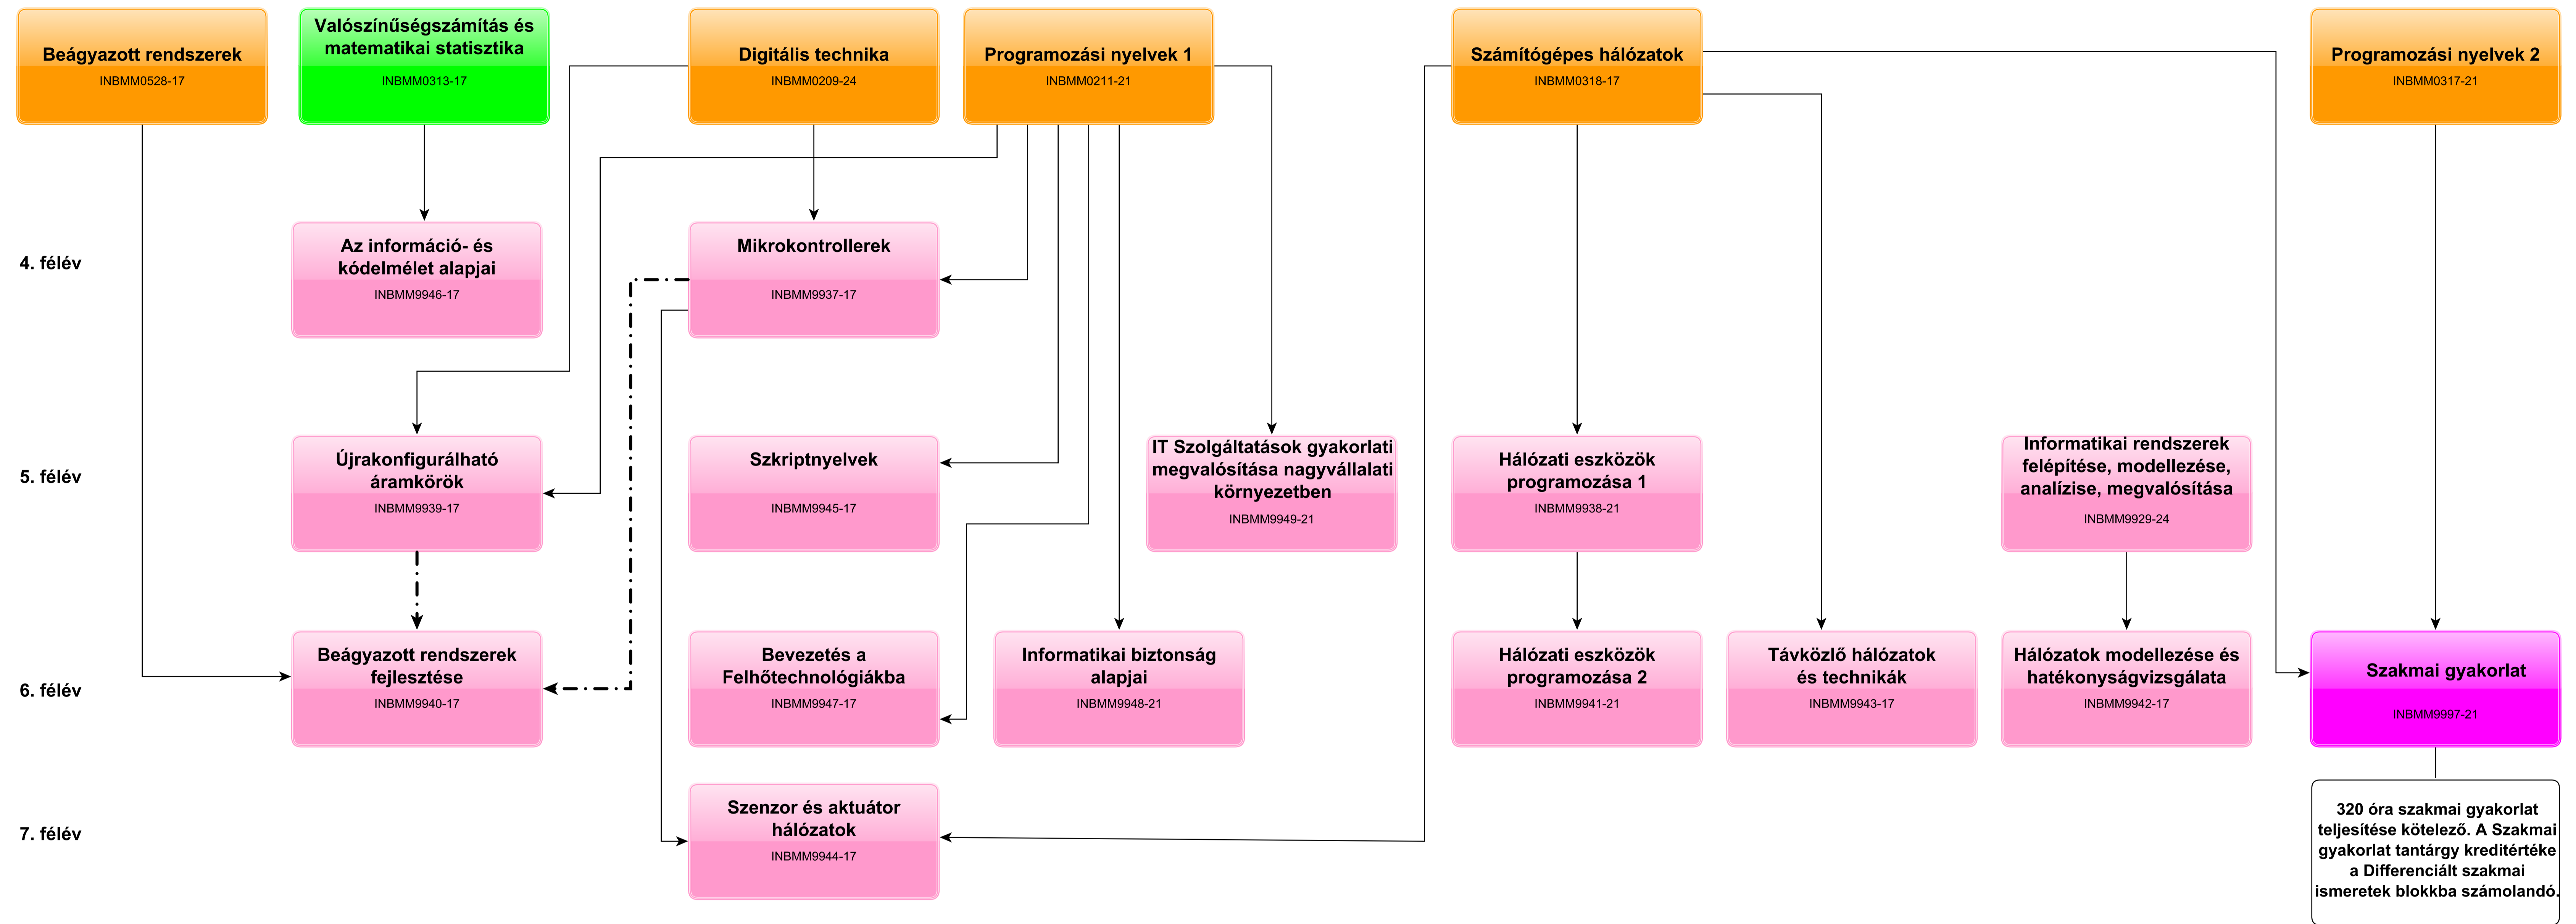 Beágyazott rendszerek
INBMM0528-17
Valószínűségszámítás és
matematikai statisztika
INBMM0313-17
Digitális technika
INBMM0209-24
Programozási nyelvek 1
INBMM0211-21
Számítógépes hálózatok
INBMM0318-17
Programozási nyelvek 2
INBMM0317-21
4. félév
Az információ- és
kódelmélet alapjai
INBMM9946-17
Mikrokontrollerek
INBMM9937-17
5. félév
Újrakonfigurálható
áramkörök
INBMM9939-17
Szkriptnyelvek
INBMM9945-17
IT Szolgáltatások gyakorlati
megvalósítása nagyvállalati
környezetben
INBMM9949-21
Hálózati eszközök
programozása 1
INBMM9938-21
Informatikai rendszerek
felépítése, modellezése,
analízise, megvalósítása
INBMM9929-24
6. félév
Beágyazott rendszerek
fejlesztése
INBMM9940-17
Bevezetés a
Felhőtechnológiákba
INBMM9947-17
Informatikai biztonság
alapjai
INBMM9948-21
Hálózati eszközök
programozása 2
INBMM9941-21
Távközlő hálózatok
és technikák
INBMM9943-17
Hálózatok modellezése és
hatékonyságvizsgálata
INBMM9942-17
Szakmai gyakorlat
INBMM9997-21
7. félév
Szenzor és aktuátor
hálózatok
INBMM9944-17
320 óra szakmai gyakorlat
teljesítése kötelező. A Szakmai
gyakorlat tantárgy kreditértéke
a Differenciált szakmai
ismeretek blokkba számolandó.